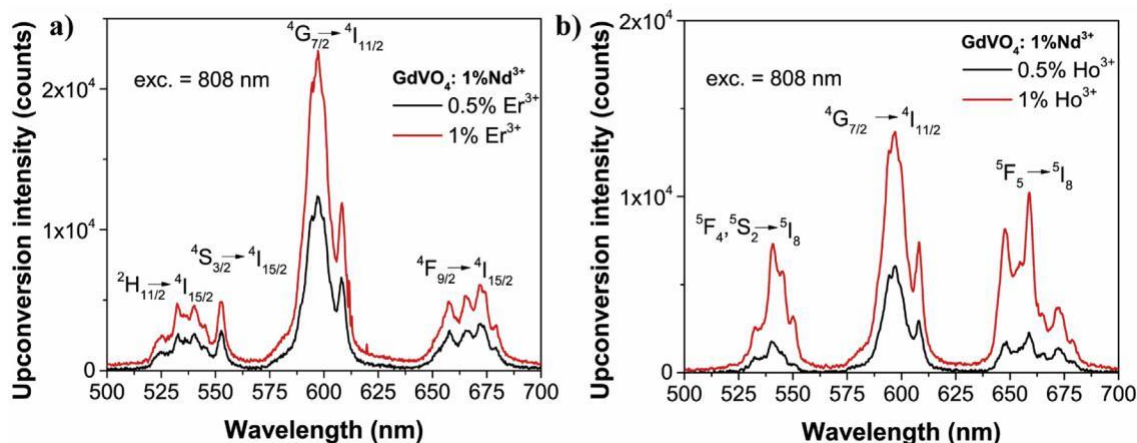 a)
⁴G₇/₂→⁴I₁₁/₂
exc. = 808 nm
GdVO₄: 1%Nd³⁺
0.5% Er³⁺
1% Er³⁺
⁴S₃/₂→⁴I₁₅/₂
²H₁₁/₂→⁴I₁₅/₂
⁴F₉/₂→⁴I₁₅/₂
Upconversion intensity (counts)
2x10⁴
1x10⁴
0
500 525 550 575 600 625 650 675 700
Wavelength (nm)
b)
GdVO₄: 1%Nd³⁺
exc. = 808 nm
0.5% Ho³⁺
1% Ho³⁺
⁴G₇/₂→⁴I₁₁/₂
⁵F₅→⁵I₈
⁵F₄,⁵S₂→⁵I₈
Upconversion intensity (counts)
2x10⁴
1x10⁴
0
500 525 550 575 600 625 650 675 700
Wavelength (nm)